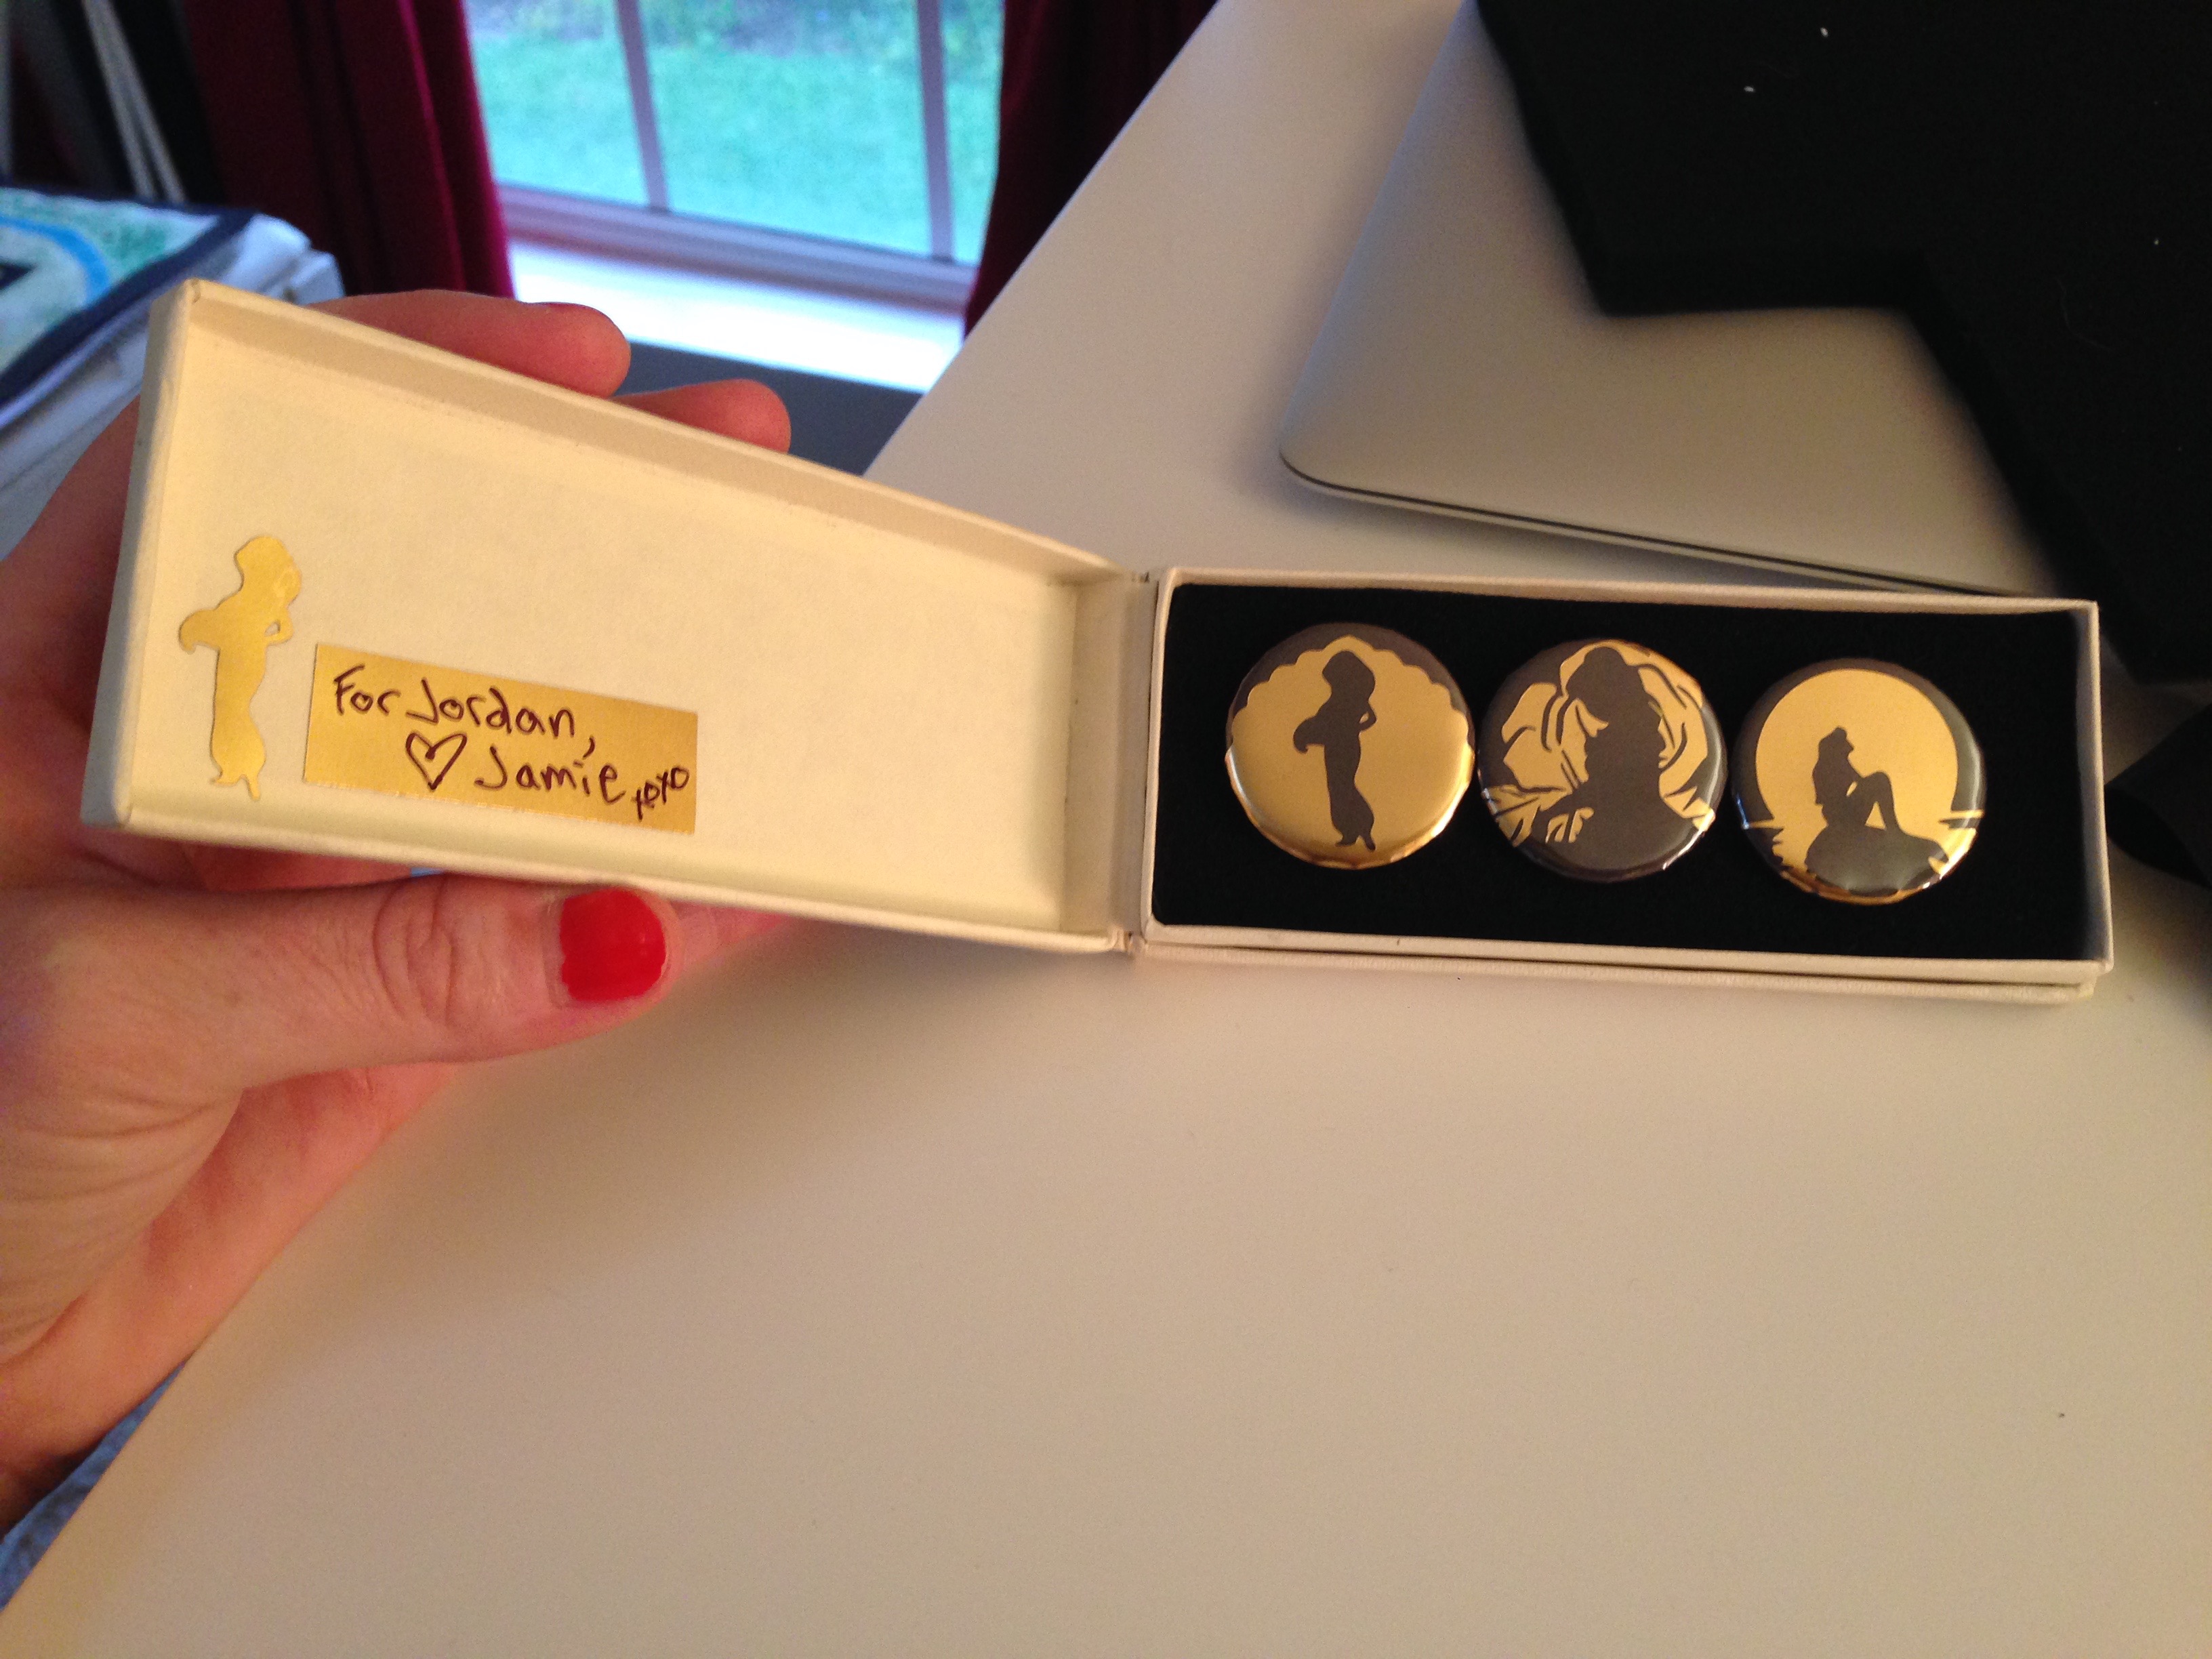 For Jordan,
♡ Jamie, xoxo